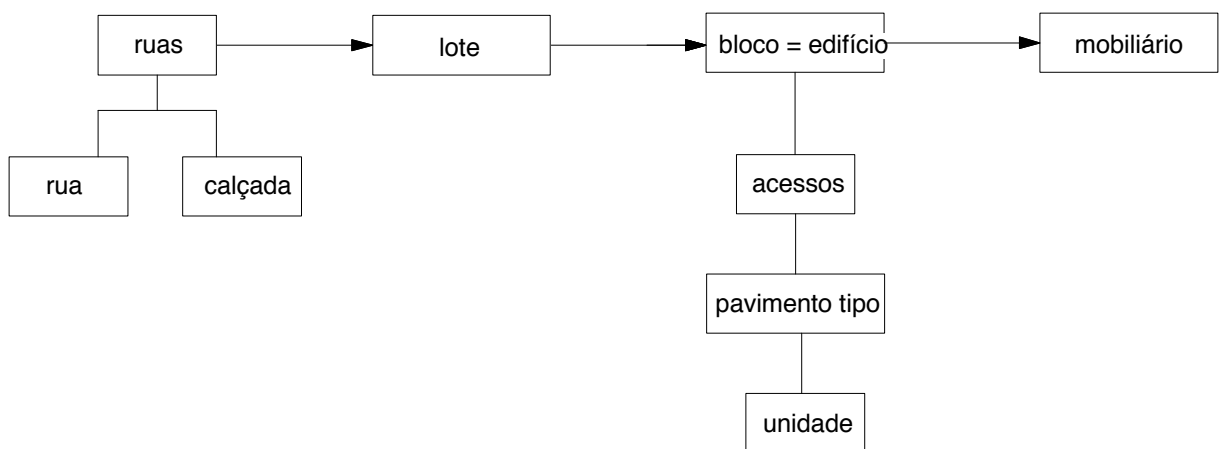 ruas
lote
bloco = edifício
mobiliário
rua
calçada
acessos
pavimento tipo
unidade